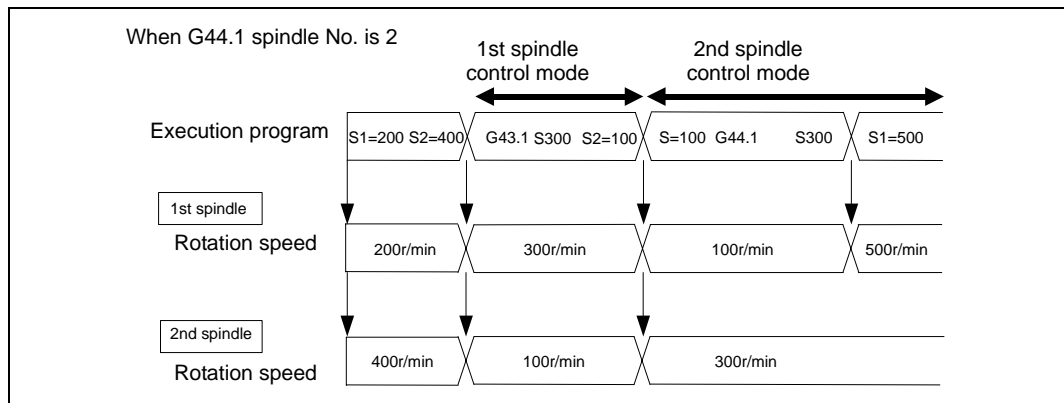 When G44.1 spindle No. is 2
1st spindle
control mode
2nd spindle
control mode
Execution program
S1=200 S2=400
G43.1 S300 S2=100
S=100 G44.1 S300
S1=500
1st spindle
Rotation speed
200r/min
300r/min
100r/min
500r/min
2nd spindle
Rotation speed
400r/min
100r/min
300r/min